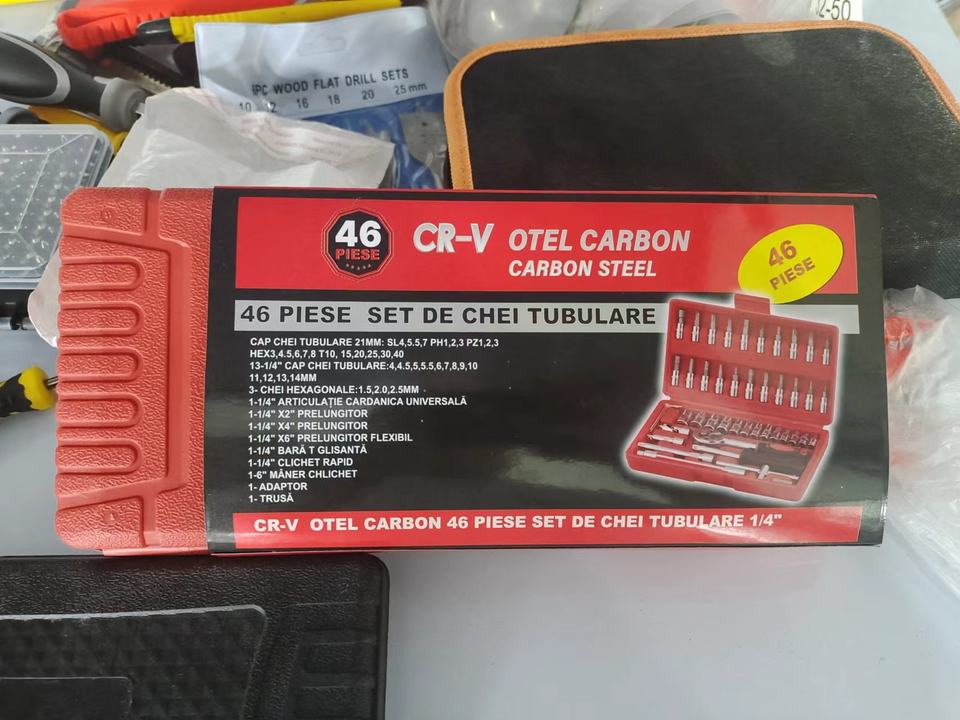 12-50
6PC WOOD FLAT DRILL SETS
10 12 16 18 20 25 mm
46
PIESE
CR-V OTEL CARBON
CARBON STEEL
46
PIESE
46 PIESE SET DE CHEI TUBULARE
CAP CHEI TUBULARE 21MM: SL4,5.5,7 PH1,2,3 PZ1,2,3
HEX3,4.5,6,7,8 T10, 15,20,25,30,40
13-1/4" CAP CHEI TUBULARE:4,4.5,5,5.5,6,7,8,9,10
11,12,13,14MM
3- CHEI HEXAGONALE:1.5,2.0,2.5MM
1-1/4" ARTICULAȚIE CARDANICA UNIVERSALĂ
1-1/4" X2" PRELUNGITOR
1-1/4" X4" PRELUNGITOR
1-1/4" X6" PRELUNGITOR FLEXIBIL
1-1/4" BARĂ T GLISANTĂ
1-1/4" CLICHET RAPID
1-6" MÂNER CHLICHET
1- ADAPTOR
1- TRUSĂ
CR-V OTEL CARBON 46 PIESE SET DE CHEI TUBULARE 1/4"